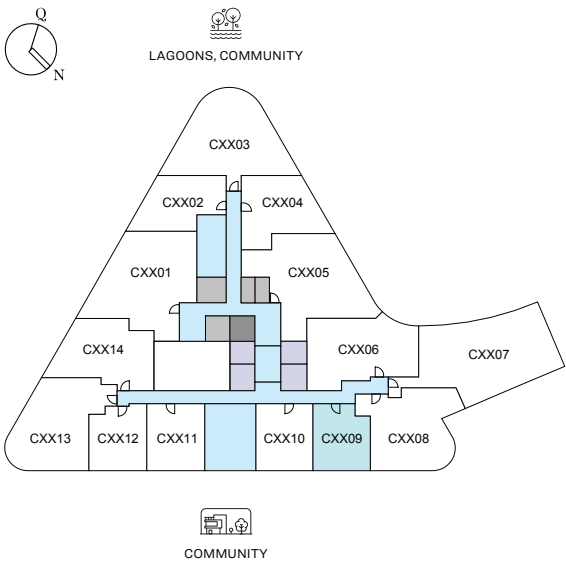 Q
N
LAGOONS, COMMUNITY
CXX03
CXX02
CXX04
CXX01
CXX05
CXX14
CXX06
CXX07
CXX13
CXX12
CXX11
CXX10
CXX09
CXX08
COMMUNITY